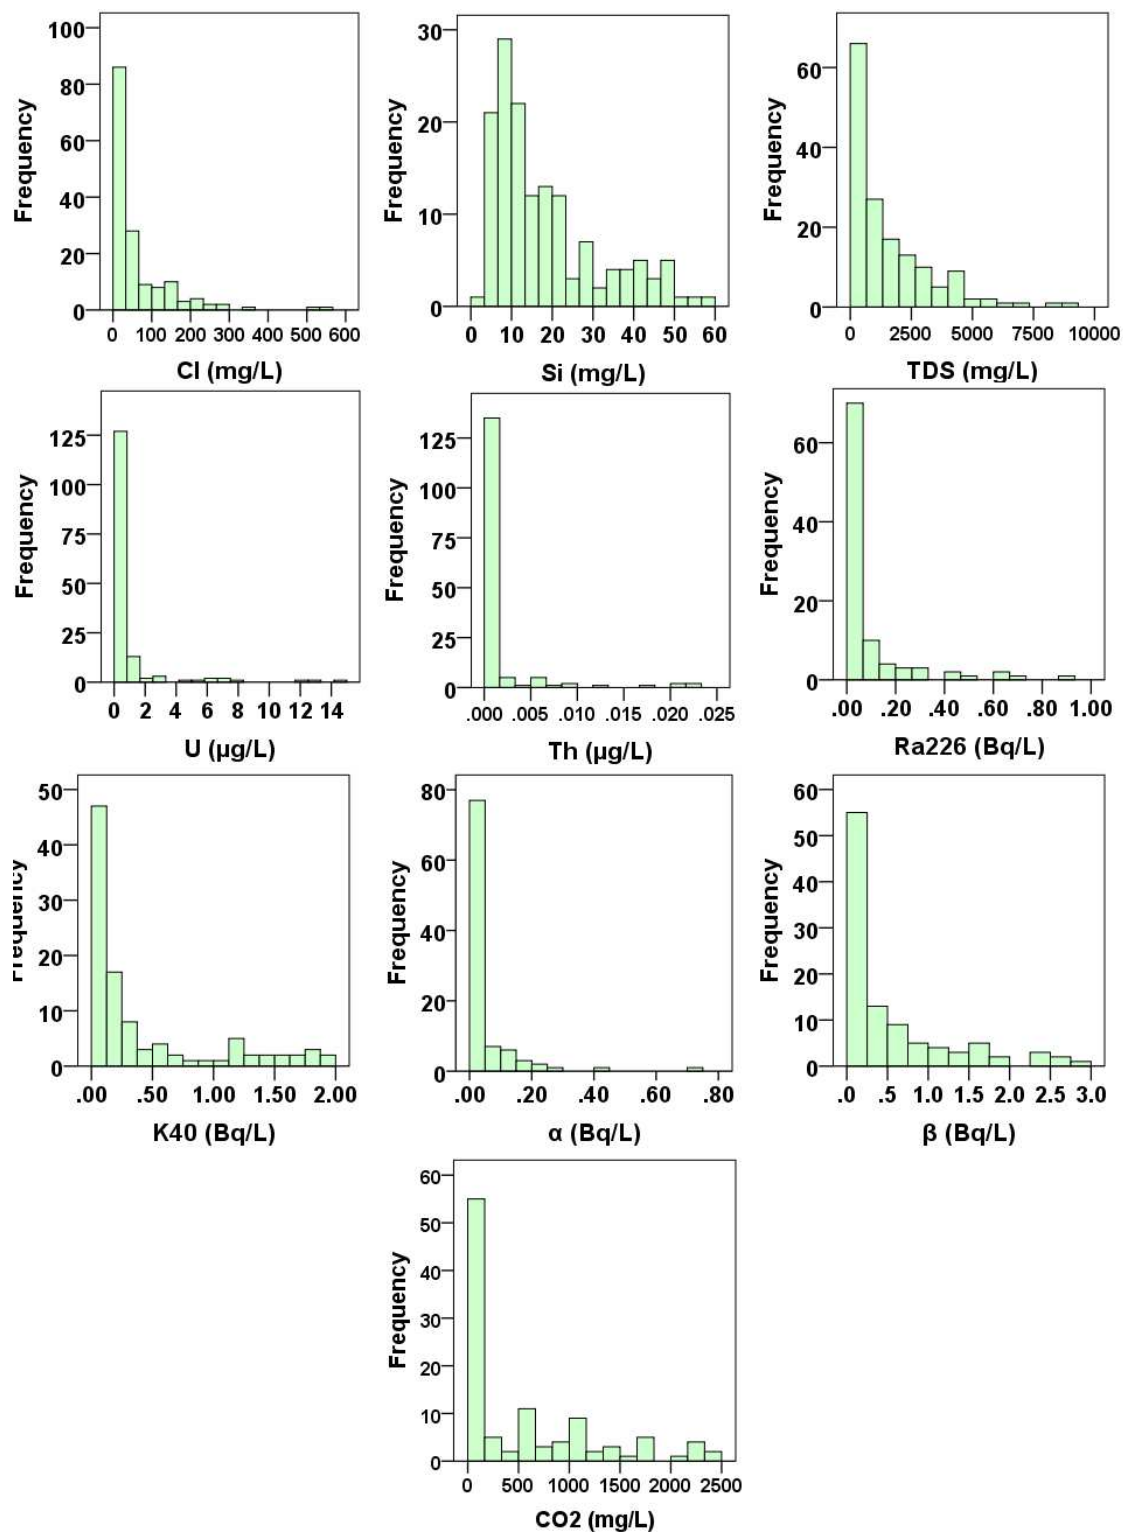 100
80
60
40
20
0
Frequency
0 100 200 300 400 500 600
Cl (mg/L)
30
20
10
0
Frequency
0 10 20 30 40 50 60
Si (mg/L)
60
40
20
0
Frequency
0 2500 5000 7500 10000
TDS (mg/L)
125
100
75
50
25
0
Frequency
0 2 4 6 8 10 12 14
U (µg/L)
125
100
75
50
25
0
Frequency
.000 .005 .010 .015 .020 .025
Th (µg/L)
60
40
20
0
Frequency
.00 .20 .40 .60 .80 1.00
Ra226 (Bq/L)
50
40
30
20
10
0
Frequency
.00 .50 1.00 1.50 2.00
K40 (Bq/L)
80
60
40
20
0
Frequency
.00 .20 .40 .60 .80
α (Bq/L)
60
50
40
30
20
10
0
Frequency
.0 .5 1.0 1.5 2.0 2.5 3.0
β (Bq/L)
60
50
40
30
20
10
0
Frequency
0 500 1000 1500 2000 2500
CO2 (mg/L)